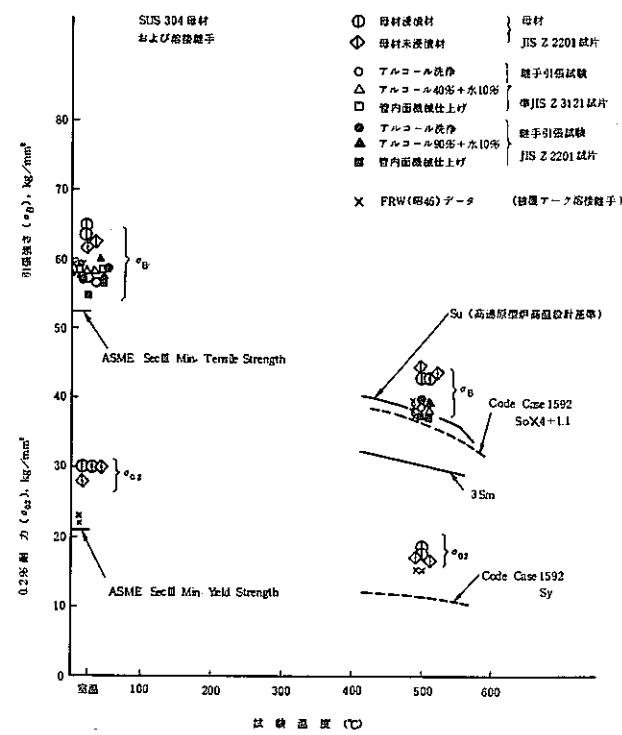 SUS 304 母材
および溶接継手
母材浸漬材
母材未浸漬材
母材
JIS Z 2201 試片
アルコール洗浄
アルコール40%+水10%
管内面機械仕上げ
継手引張試験
準JIS Z 3121 試片
アルコール洗浄
アルコール90%+水10%
管内面機械仕上げ
継手引張試験
JIS Z 2201 試片
FRW(昭46)データ
(被覆アーク溶接継手)
引張強さ (σB), kg/mm²
0.2%耐力 (σ02), kg/mm²
80
70
60
50
40
30
20
10
0
σB
ASME SecⅢ Min. Tensile Strength
Su (高速原型炉高温設計基準)
σB
Code Case 1592
SoX4÷1.1
3Sm
σ02
ASME SecⅢ Min. Yield Strength
σ02
Code Case 1592
Sy
室温
100
200
300
400
500
600
試験温度 (℃)